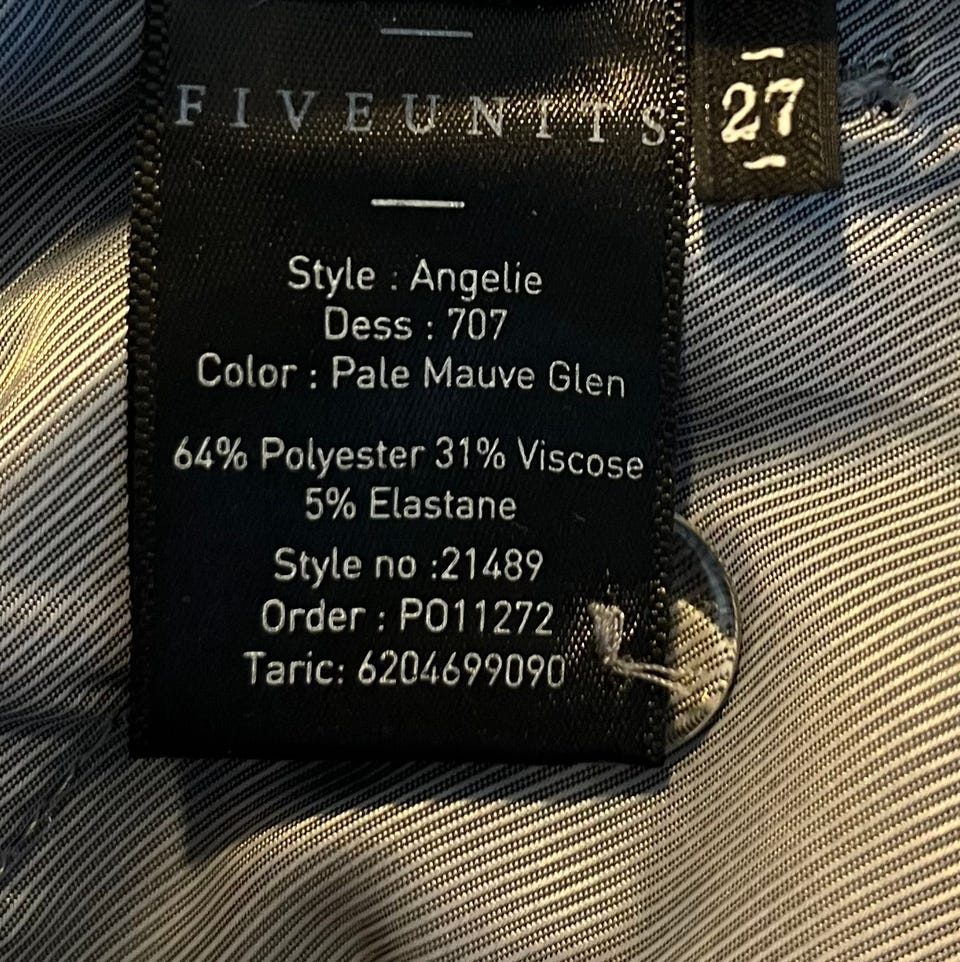 FIVEUNITS
27
Style : Angelie
Dess : 707
Color : Pale Mauve Glen
64% Polyester 31% Viscose
5% Elastane
Style no :21489
Order : PO11272
Taric: 6204699090